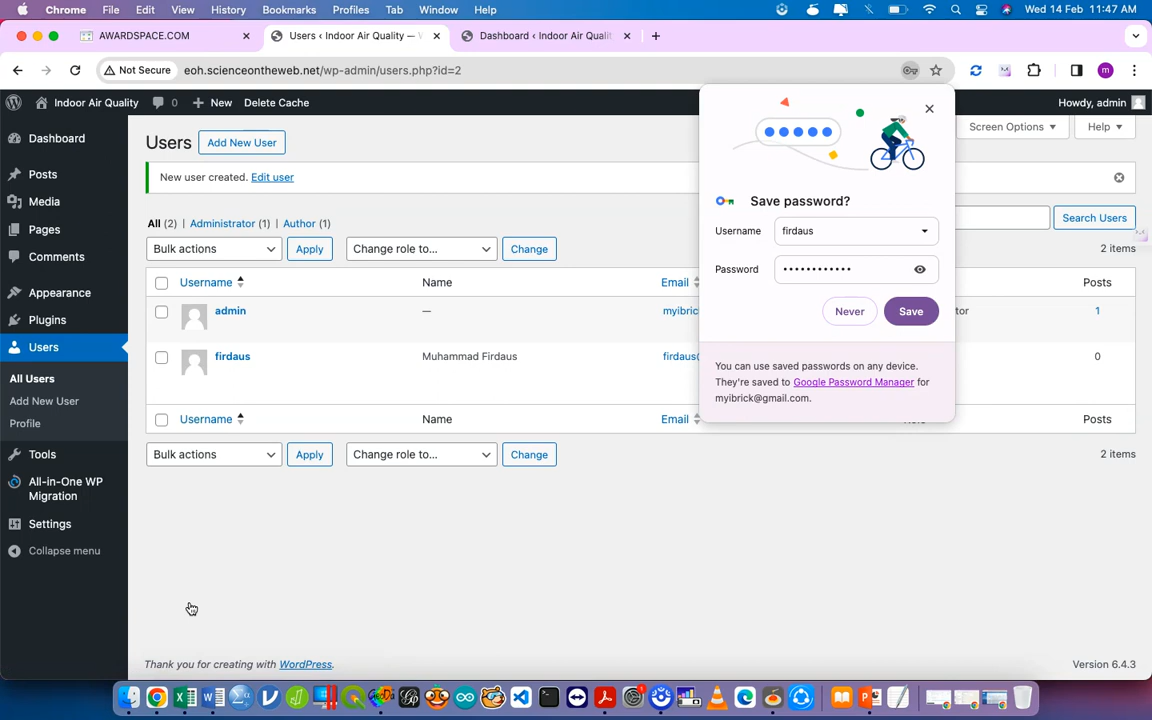 Chrome File Edit View History Bookmarks Profiles Tab Window Help Wed 14 Feb 11:47 AM
AWARDSPACE.COM Users ‹ Indoor Air Quality — Dashboard ‹ Indoor Air Qualit
Not Secure eoh.scienceontheweb.net/wp-admin/users.php?id=2
Indoor Air Quality 0 New Delete Cache Howdy, admin
Dashboard
Posts
Media
Pages
Comments
Appearance
Plugins
Users
All Users
Add New User
Profile
Tools
All-in-One WP
Migration
Settings
Collapse menu
Users Add New User
Screen Options Help
New user created. Edit user
All (2) | Administrator (1) | Author (1)
Search Users
Bulk actions Apply Change role to... Change 2 items
Username Name Email Posts
admin — myibric tor 1
firdaus Muhammad Firdaus firdaus 0
Username Name Email Posts
Bulk actions Apply Change role to... Change 2 items
Thank you for creating with WordPress. Version 6.4.3
Save password?
Username firdaus
Password ••••••••••••
Never Save
You can use saved passwords on any device.
They're saved to Google Password Manager for
myibrick@gmail.com.